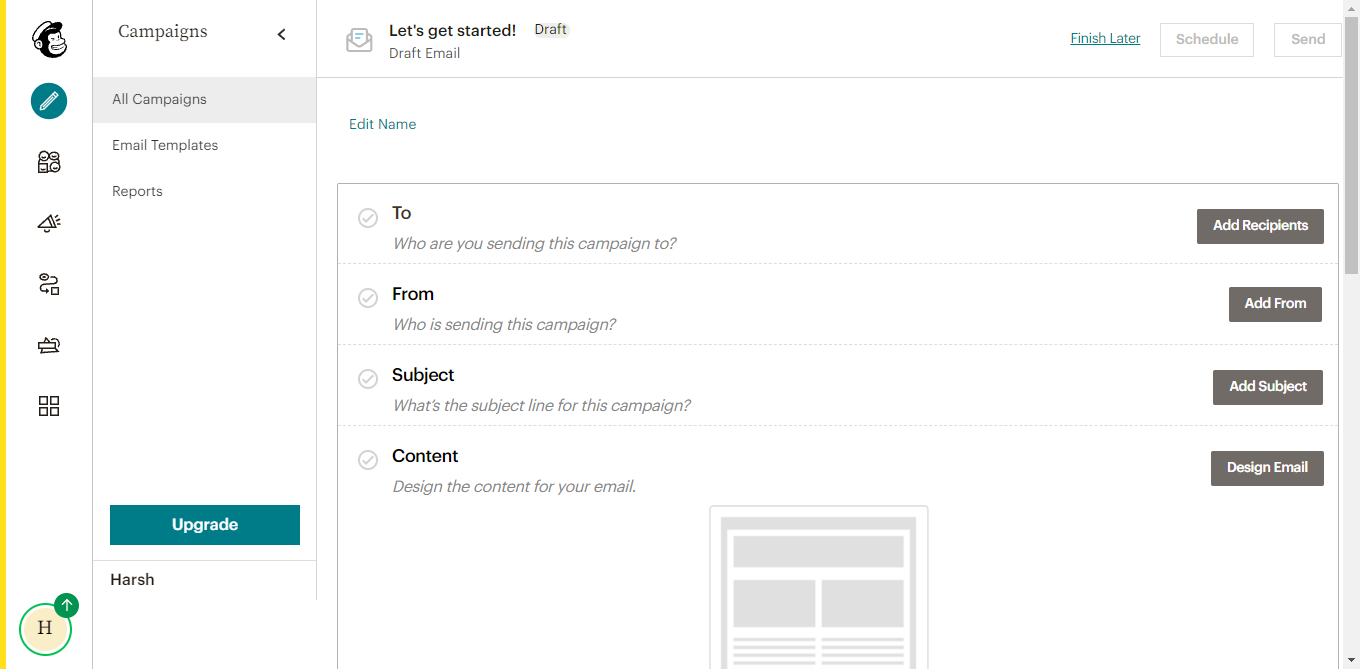 Campaigns
All Campaigns
Email Templates
Reports
Upgrade
Harsh
H
Let's get started! Draft
Draft Email
Finish Later
Schedule
Send
Edit Name
To
Who are you sending this campaign to?
Add Recipients
From
Who is sending this campaign?
Add From
Subject
What's the subject line for this campaign?
Add Subject
Content
Design the content for your email.
Design Email